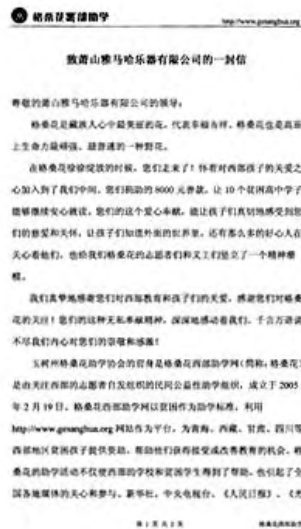 格桑花西部助学 http://www.gesanghua.org
致萧山雅马哈乐器有限公司的一封信
尊敬的萧山雅马哈乐器有限公司的领导:
格桑花是藏族人心中最美丽的花,代表幸福吉祥,格桑花也是高原
上生命力最顽强、最普通的一种野花。
在格桑花徐徐绽放的时候,您们走来了!怀着对西部孩子的关爱之
心加入到了我们中间。您们捐助的 8000 元善款,让 10 个贫困高中学子
能够继续安心就读。您们的这个爱心奉献,能让孩子们真切地感受到您
们的慈爱和关怀,让孩子们知道外面的世界里,还有那么多的好心人在
关心着他们,也给我们格桑花的志愿者们和义工们竖立了一个精神楷
模。
我们真挚地感谢您们对西部教育和孩子们的关爱,感谢您们对格桑
花的关注!您们的这种无私奉献精神,深深地感动着我们。千言万语
不尽我们内心对您们的崇敬和感激!
玉树州格桑花助学协会的前身是格桑花西部助学网(简称:格桑花)
是由关注西部的志愿者自发组织的民间公益性助学组织,成立于 2005
年 2 月 19 日。格桑花西部助学网以贫困作为助学标准,利用
http://www.gesanghua.org 网站作为平台,为青海、西藏、甘肃、四川等
西部地区贫困孩子提供资助,帮助他们获得接受或改善教育的机会。格
桑花的助学活动不仅使西部的学校和贫困学生得到了帮助,也引起了全
国各地媒体的关心和参与。新华社、中央电视台、《人民日报》、《光
第 1 页 共 2 页 格桑花西部助学